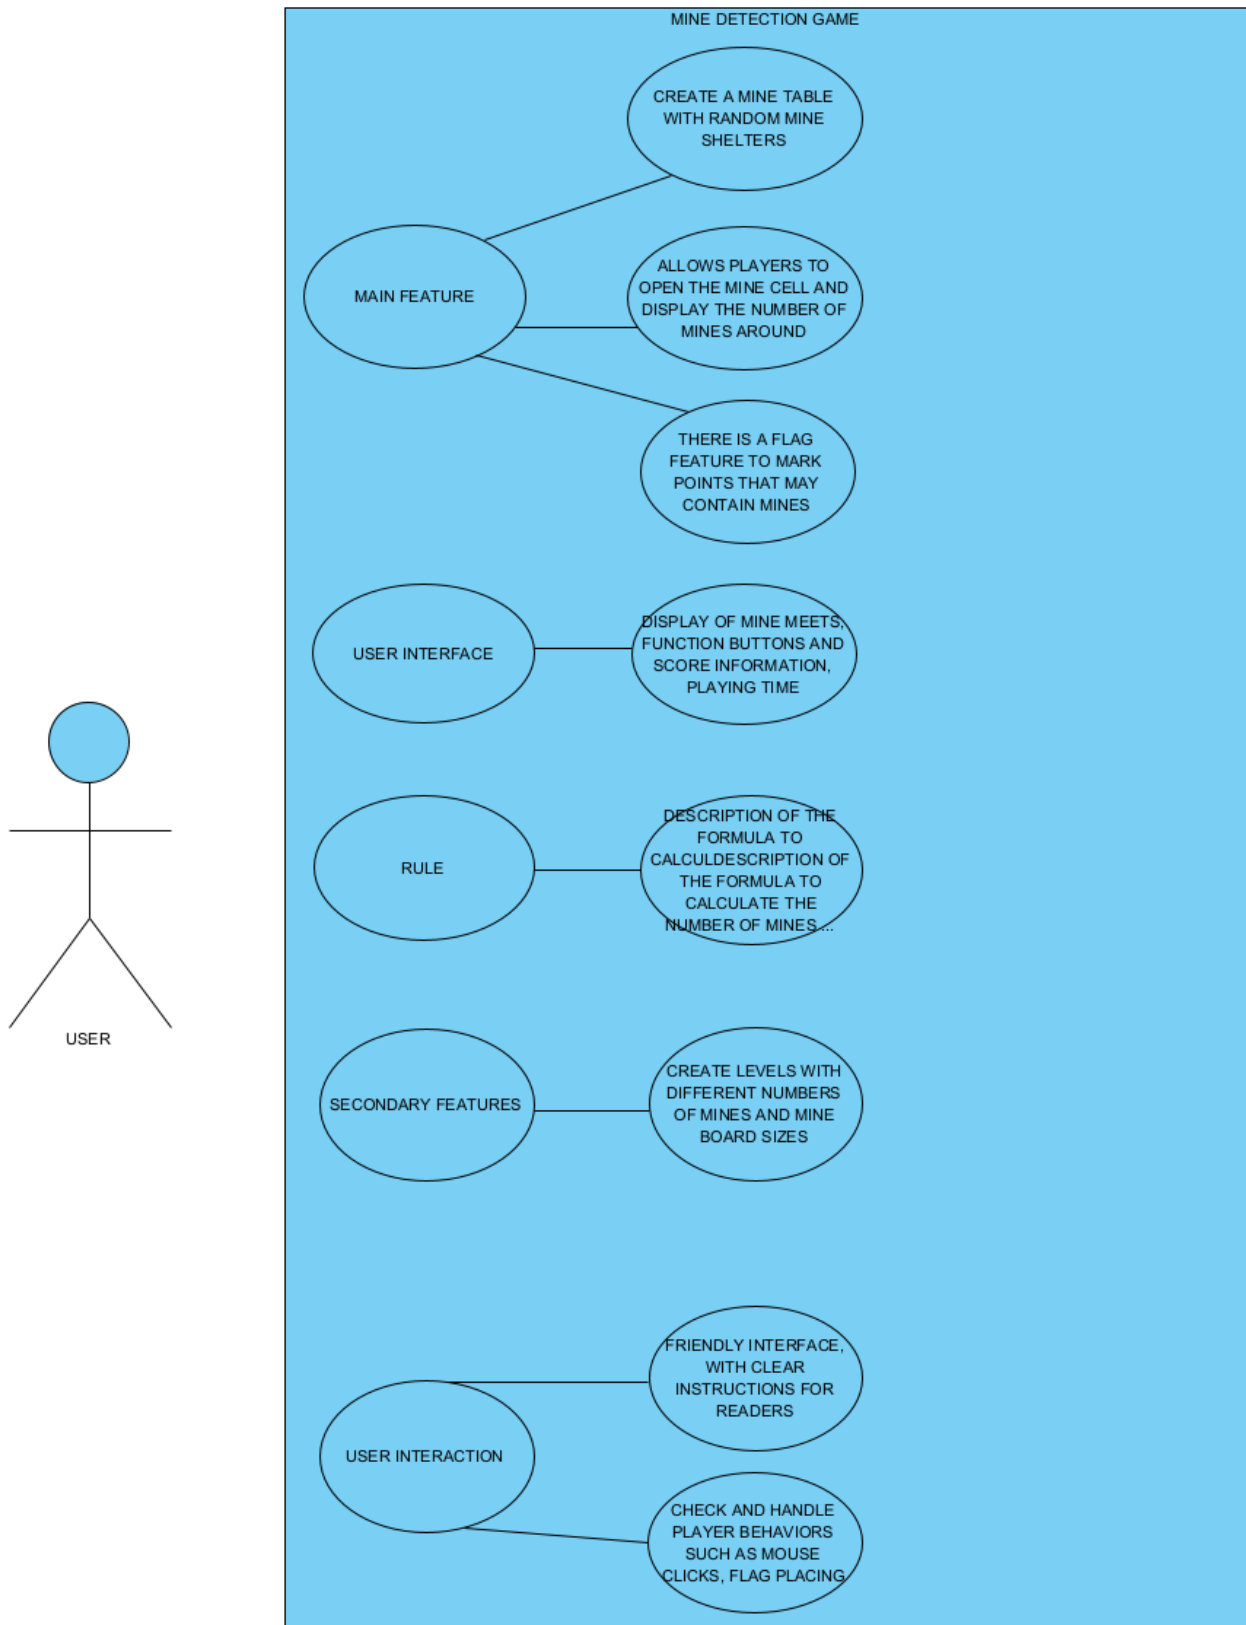 MINE DETECTION GAME
CREATE A MINE TABLE
WITH RANDOM MINE
SHELTERS
MAIN FEATURE
ALLOWS PLAYERS TO
OPEN THE MINE CELL AND
DISPLAY THE NUMBER OF
MINES AROUND
THERE IS A FLAG
FEATURE TO MARK
POINTS THAT MAY
CONTAIN MINES
USER INTERFACE
DISPLAY OF MINE MEETS,
FUNCTION BUTTONS AND
SCORE INFORMATION,
PLAYING TIME
RULE
DESCRIPTION OF THE
FORMULA TO
CALCULDESCRIPTION OF
THE FORMULA TO
CALCULATE THE
NUMBER OF MINES ...
USER
SECONDARY FEATURES
CREATE LEVELS WITH
DIFFERENT NUMBERS
OF MINES AND MINE
BOARD SIZES
FRIENDLY INTERFACE,
WITH CLEAR
INSTRUCTIONS FOR
READERS
USER INTERACTION
CHECK AND HANDLE
PLAYER BEHAVIORS
SUCH AS MOUSE
CLICKS, FLAG PLACING